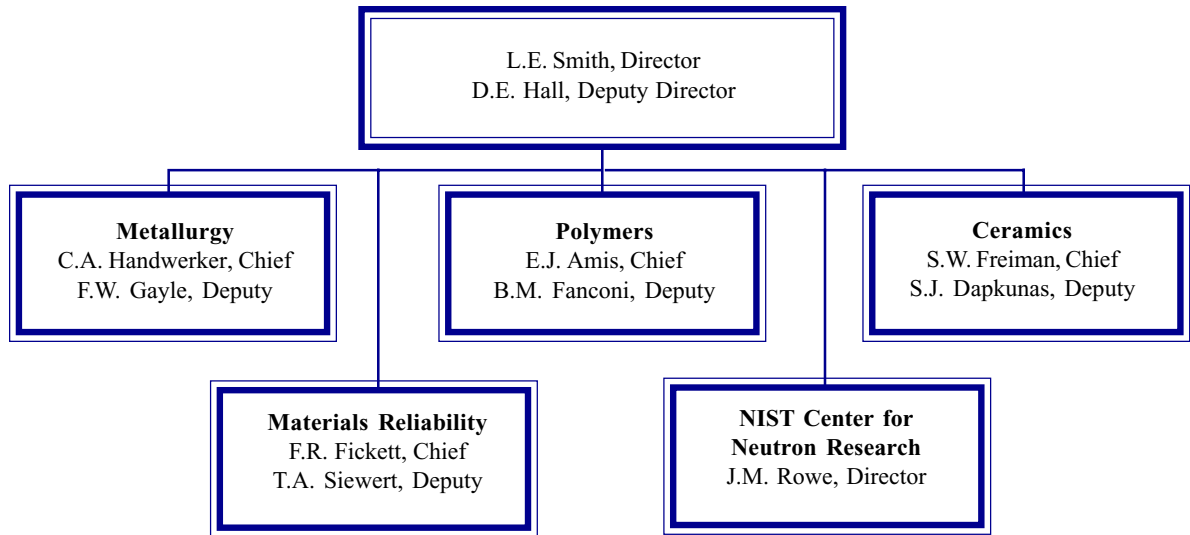 L.E. Smith, Director
D.E. Hall, Deputy Director
Metallurgy
C.A. Handwerker, Chief
F.W. Gayle, Deputy
Polymers
E.J. Amis, Chief
B.M. Fanconi, Deputy
Ceramics
S.W. Freiman, Chief
S.J. Dapkunas, Deputy
Materials Reliability
F.R. Fickett, Chief
T.A. Siewert, Deputy
NIST Center for
Neutron Research
J.M. Rowe, Director